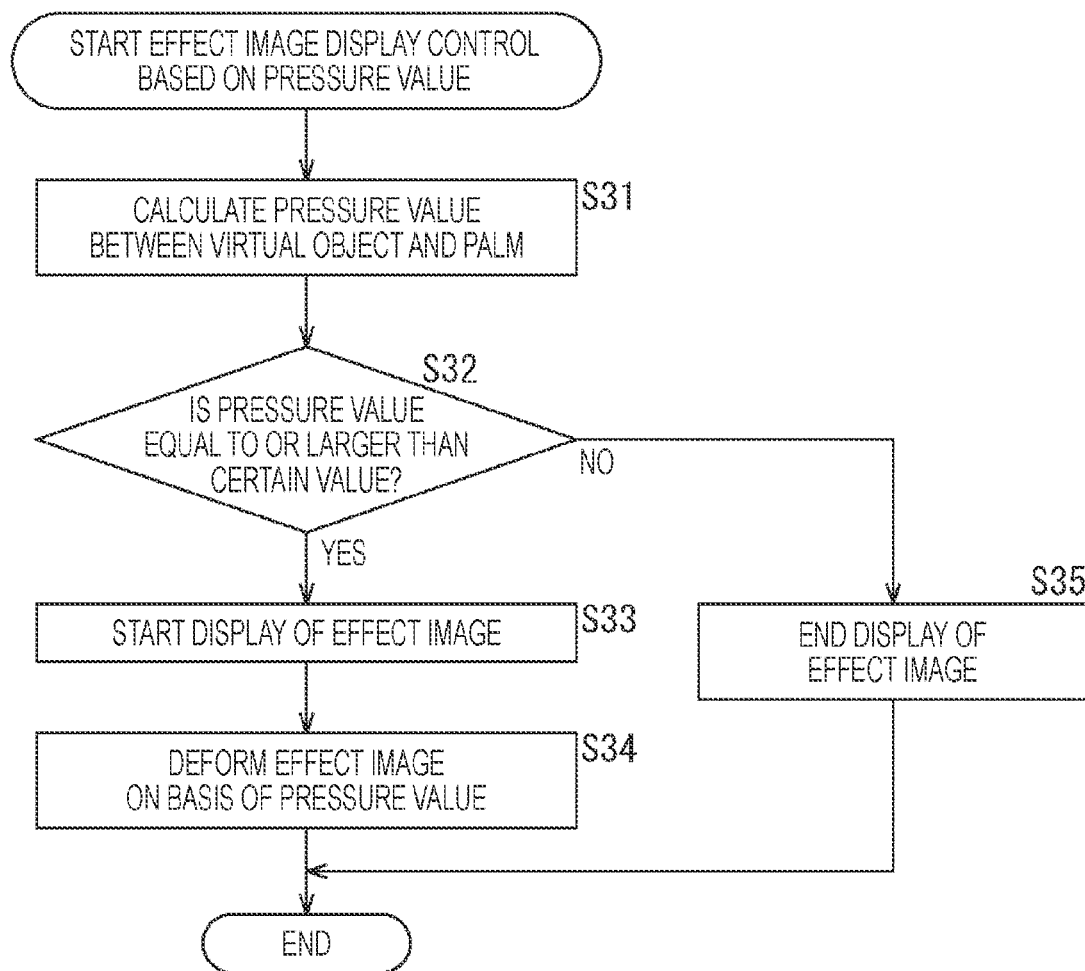 START EFFECT IMAGE DISPLAY CONTROL
BASED ON PRESSURE VALUE
S31
CALCULATE PRESSURE VALUE
BETWEEN VIRTUAL OBJECT AND PALM
S32
IS PRESSURE VALUE
EQUAL TO OR LARGER THAN
CERTAIN VALUE?
NO
YES
S33
START DISPLAY OF EFFECT IMAGE
S35
END DISPLAY OF
EFFECT IMAGE
S34
DEFORM EFFECT IMAGE
ON BASIS OF PRESSURE VALUE
END